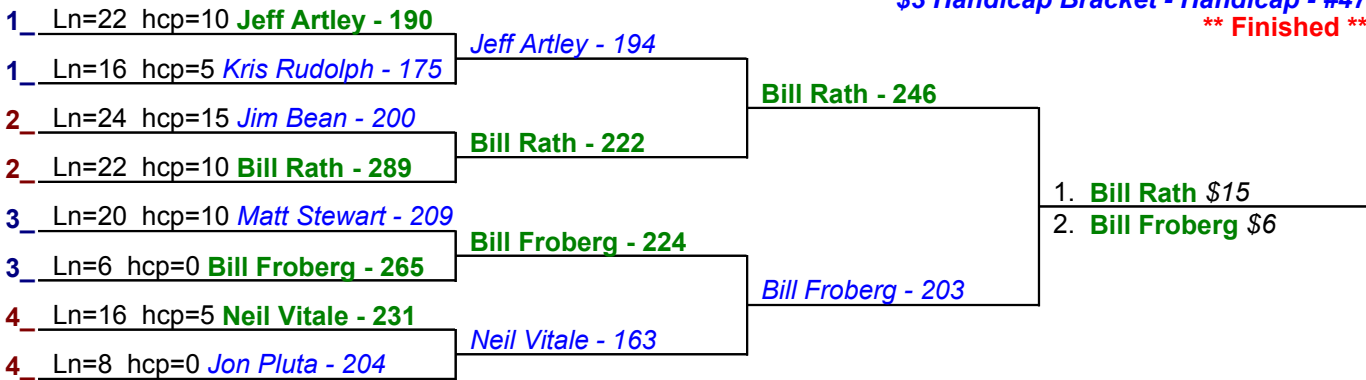 $3 Handicap Bracket - Handicap - #47
** Finished **
1_ Ln=22 hcp=10 Jeff Artley - 190
Jeff Artley - 194
1_ Ln=16 hcp=5 Kris Rudolph - 175
Bill Rath - 246
2_ Ln=24 hcp=15 Jim Bean - 200
Bill Rath - 222
2_ Ln=22 hcp=10 Bill Rath - 289
1. Bill Rath $15
2. Bill Froberg $6
3_ Ln=20 hcp=10 Matt Stewart - 209
Bill Froberg - 224
3_ Ln=6 hcp=0 Bill Froberg - 265
Bill Froberg - 203
4_ Ln=16 hcp=5 Neil Vitale - 231
Neil Vitale - 163
4_ Ln=8 hcp=0 Jon Pluta - 204